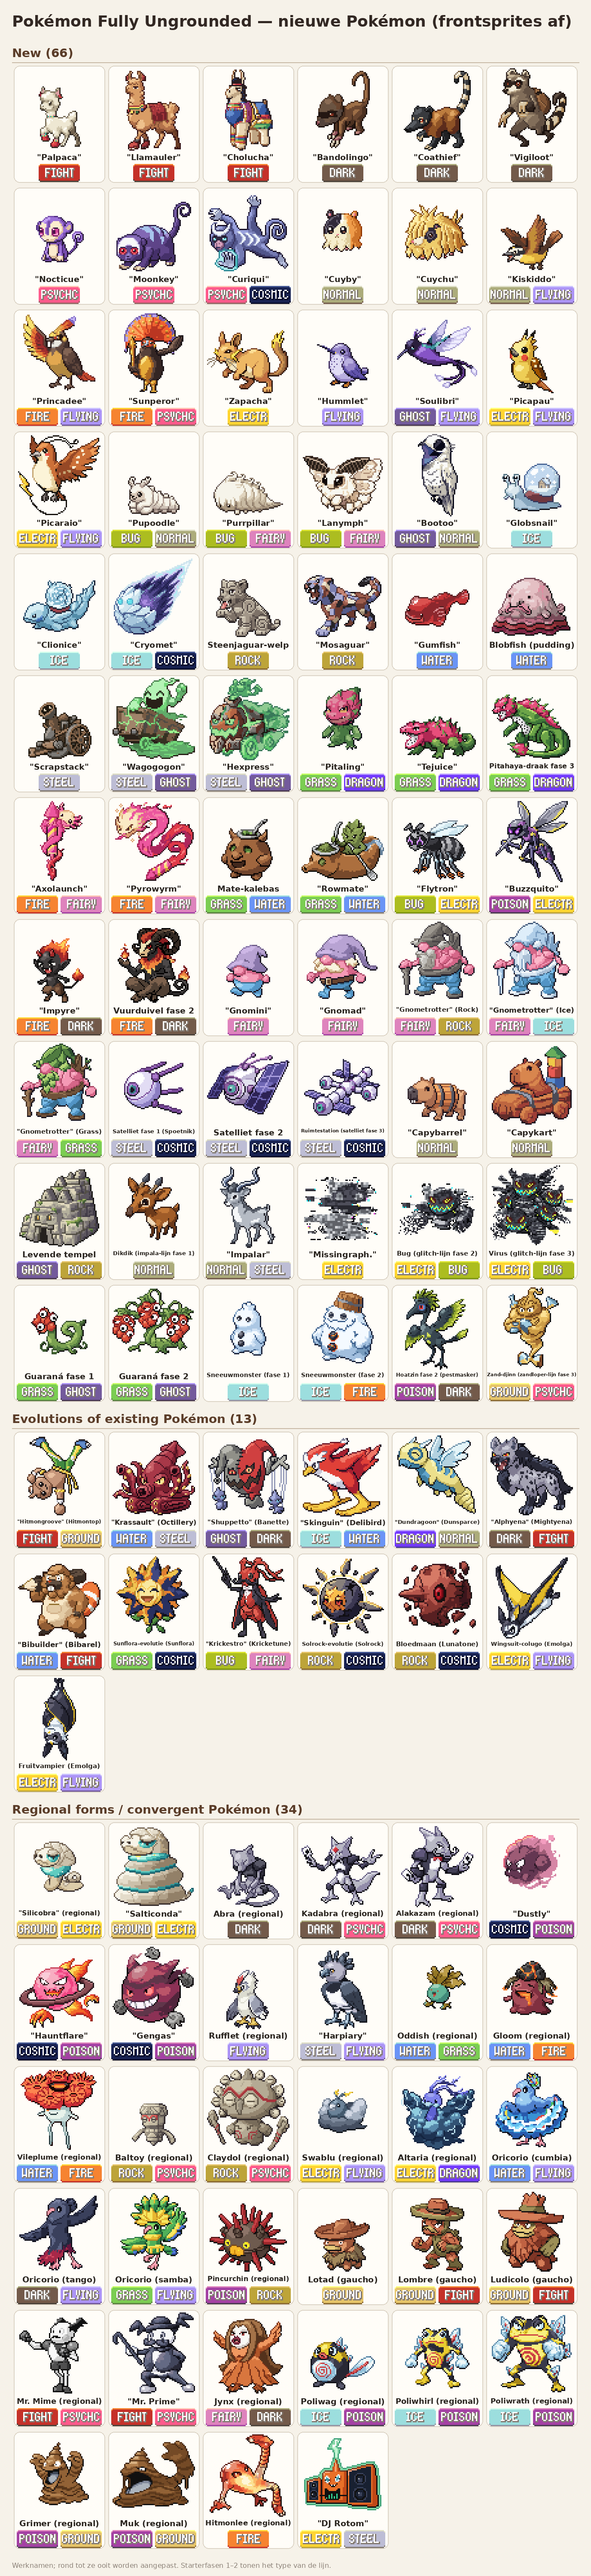 Pokémon Fully Ungrounded — nieuwe Pokémon (frontsprites af)
New (66)
"Palpaca" "Llamauler" "Cholucha" "Bandolingo" "Coathief" "Vigiloot"
FIGHT FIGHT FIGHT DARK DARK DARK
"Nocticue" "Moonkey" "Curiqui" "Cuyby" "Cuychu" "Kiskiddo"
PSYCHC PSYCHC PSYCHC COSMIC NORMAL NORMAL NORMAL FLYING
"Princadee" "Sunperor" "Zapacha" "Hummlet" "Soulibri" "Picapau"
FIRE FLYING FIRE PSYCHC ELECTR FLYING GHOST FLYING ELECTR FLYING
"Picaraio" "Pupoodle" "Purrpillar" "Lanymph" "Bootoo" "Globsnail"
ELECTR FLYING BUG NORMAL BUG FAIRY BUG FAIRY GHOST NORMAL ICE
"Clionice" "Cryomet" Steenjaguar-welp "Mosaguar" "Gumfish" Blobfish (pudding)
ICE ICE COSMIC ROCK ROCK WATER WATER
"Scrapstack" "Wagogogon" "Hexpress" "Pitaling" "Tejuice" Pitahaya-draak fase 3
STEEL STEEL GHOST STEEL GHOST GRASS DRAGON GRASS DRAGON GRASS DRAGON
"Axolaunch" "Pyrowyrm" Mate-kalebas "Rowmate" "Flytron" "Buzzquito"
FIRE FAIRY FIRE FAIRY GRASS WATER GRASS WATER BUG ELECTR POISON ELECTR
"Impyre" Vuurduivel fase 2 "Gnomini" "Gnomad" "Gnometrotter" (Rock) "Gnometrotter" (Ice)
FIRE DARK FIRE DARK FAIRY FAIRY FAIRY ROCK FAIRY ICE
"Gnometrotter" (Grass) Satelliet fase 1 (Spoetnik) Satelliet fase 2 Ruimtestation (satelliet fase 3) "Capybarrel" "Capykart"
FAIRY GRASS STEEL COSMIC STEEL COSMIC STEEL COSMIC NORMAL NORMAL
Levende tempel Dikdik (impala-lijn fase 1) "Impalar" "Missingraph." Bug (glitch-lijn fase 2) Virus (glitch-lijn fase 3)
GHOST ROCK NORMAL NORMAL STEEL ELECTR ELECTR BUG ELECTR BUG
Guaraná fase 1 Guaraná fase 2 Sneeuwmonster (fase 1) Sneeuwmonster (fase 2) Hoatzin fase 2 (pestmasker) Zand-djinn (zandloper-lijn fase 3)
GRASS GHOST GRASS GHOST ICE ICE FIRE POISON DARK GROUND PSYCHC
Evolutions of existing Pokémon (13)
"Hitmongroove" (Hitmontop) "Krassault" (Octillery) "Shuppetto" (Banette) "Skinguin" (Delibird) "Dundragoon" (Dunsparce) "Alphyena" (Mightyena)
FIGHT GROUND WATER STEEL GHOST DARK ICE WATER DRAGON NORMAL DARK FIGHT
"Bibuilder" (Bibarel) Sunflora-evolutie (Sunflora) "Krickestro" (Kricketune) Solrock-evolutie (Solrock) Bloedmaan (Lunatone) Wingsuit-colugo (Emolga)
WATER FIGHT GRASS COSMIC BUG FAIRY ROCK COSMIC ROCK COSMIC ELECTR FLYING
Fruitvampier (Emolga)
ELECTR FLYING
Regional forms / convergent Pokémon (34)
"Silicobra" (regional) "Salticonda" Abra (regional) Kadabra (regional) Alakazam (regional) "Dustly"
GROUND ELECTR GROUND ELECTR DARK DARK PSYCHC DARK PSYCHC COSMIC POISON
"Hauntflare" "Gengas" Rufflet (regional) "Harpiary" Oddish (regional) Gloom (regional)
COSMIC POISON COSMIC POISON FLYING STEEL FLYING WATER GRASS WATER FIRE
Vileplume (regional) Baltoy (regional) Claydol (regional) Swablu (regional) Altaria (regional) Oricorio (cumbia)
WATER FIRE ROCK PSYCHC ROCK PSYCHC ELECTR FLYING ELECTR DRAGON WATER FLYING
Oricorio (tango) Oricorio (samba) Pincurchin (regional) Lotad (gaucho) Lombre (gaucho) Ludicolo (gaucho)
DARK FLYING GRASS FLYING POISON ROCK GROUND GROUND FIGHT GROUND FIGHT
Mr. Mime (regional) "Mr. Prime" Jynx (regional) Poliwag (regional) Poliwhirl (regional) Poliwrath (regional)
FIGHT PSYCHC FIGHT PSYCHC FAIRY DARK ICE POISON ICE POISON ICE POISON
Grimer (regional) Muk (regional) Hitmonlee (regional) "DJ Rotom"
POISON GROUND POISON GROUND FIRE ELECTR STEEL
Werknamen; rond tot ze ooit worden aangepast. Starterfasen 1–2 tonen het type van de lijn.